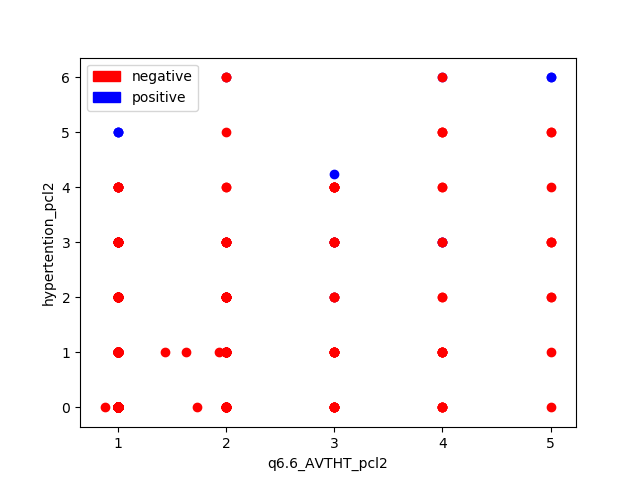 negative
positive
6
5
4
3
2
1
0
hypertention_pcl2
1 2 3 4 5
q6.6_AVTHT_pcl2